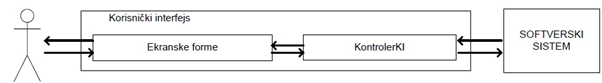 Korisnički interfejs
Ekranske forme
KontrolerKI
SOFTVERSKI
SISTEM